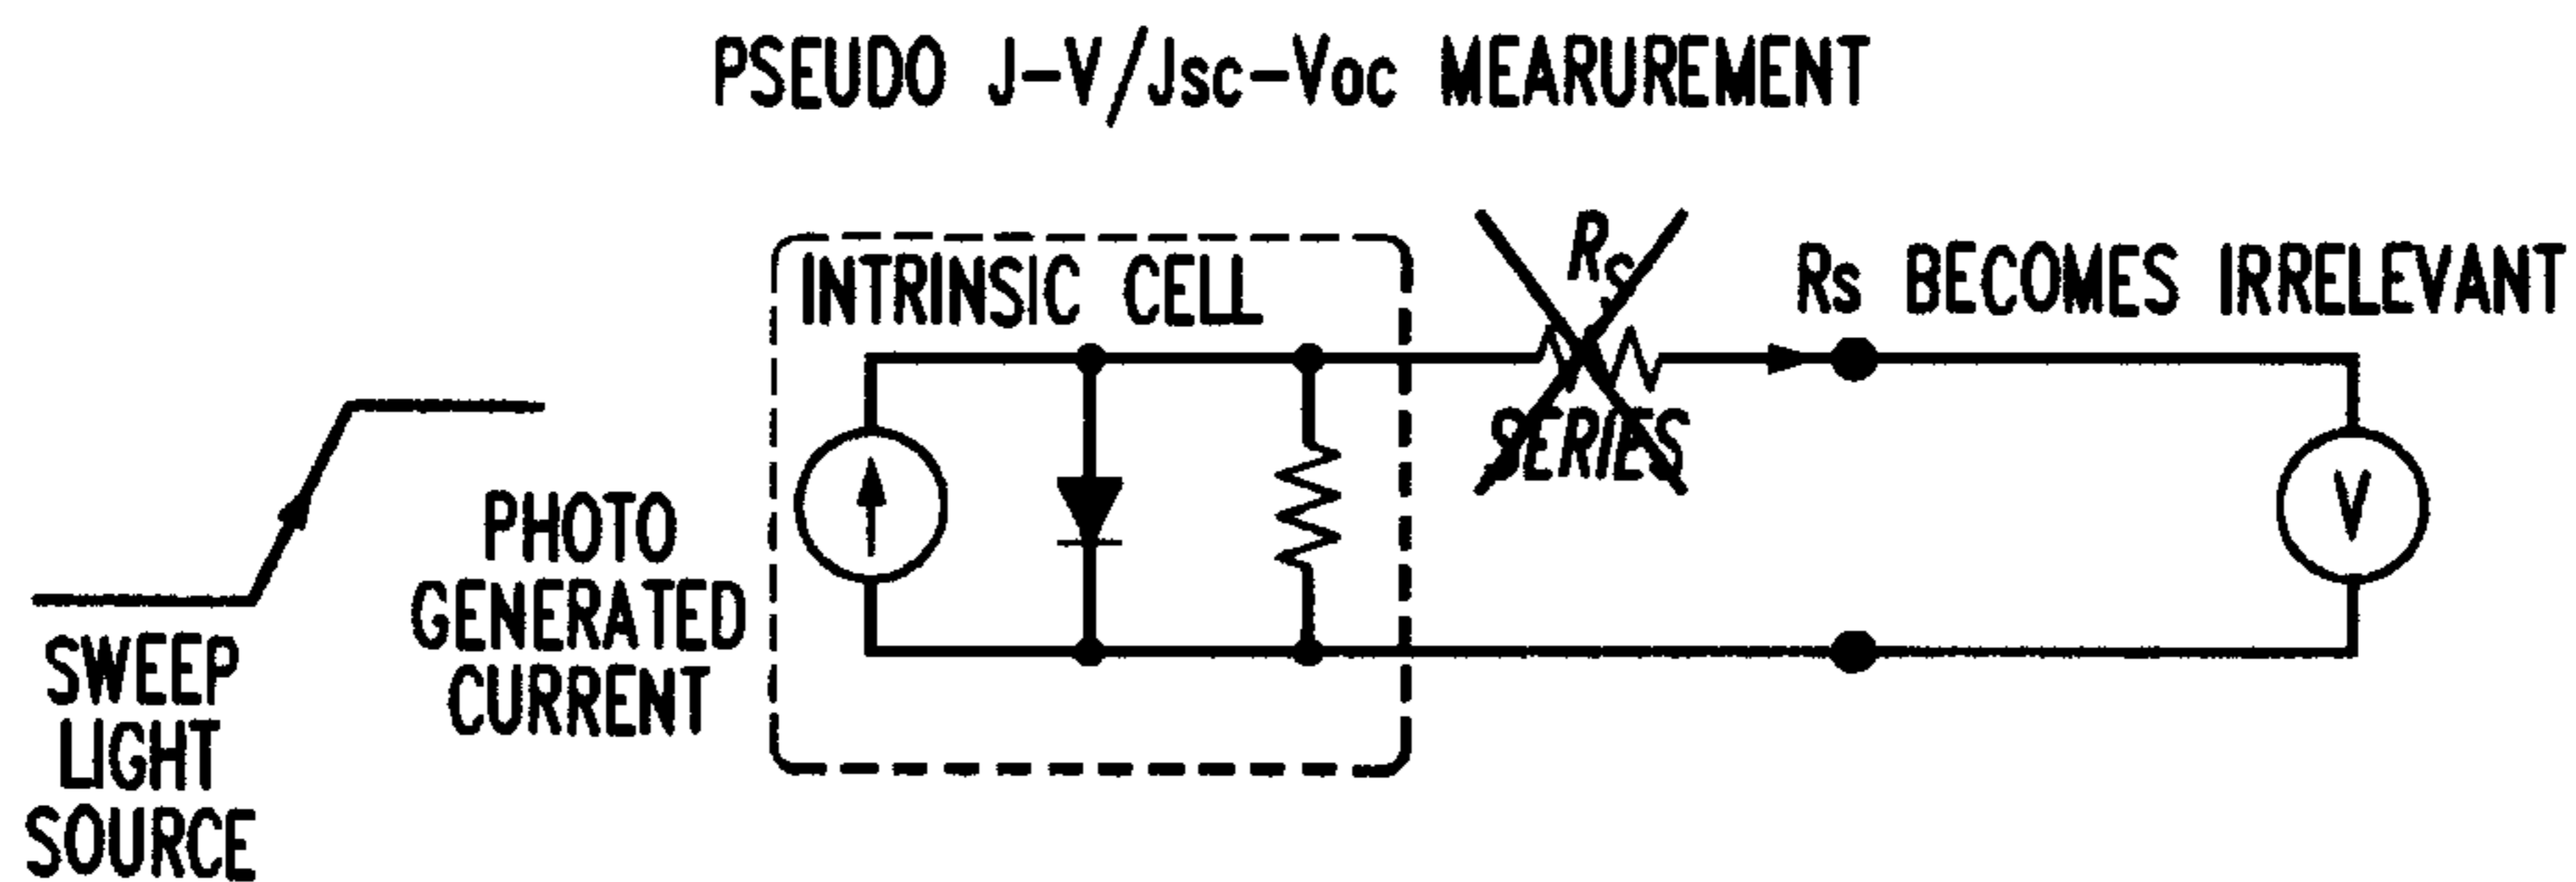 PSEUDO J-V/Jsc-Voc MEARUREMENT
INTRINSIC CELL
Rs
SERIES
Rs BECOMES IRRELEVANT
V
PHOTO
GENERATED
CURRENT
SWEEP
LIGHT
SOURCE